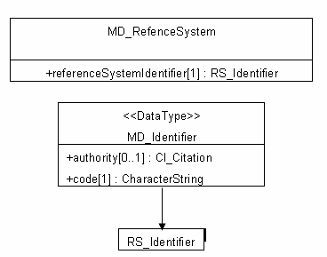 MD_RefenceSystem
+referenceSystemIdentifier[1] : RS_Identifier
<<DataType>>
MD_Identifier
+authority[0..1] : CI_Citation
+code[1] : CharacterString
RS_Identifier